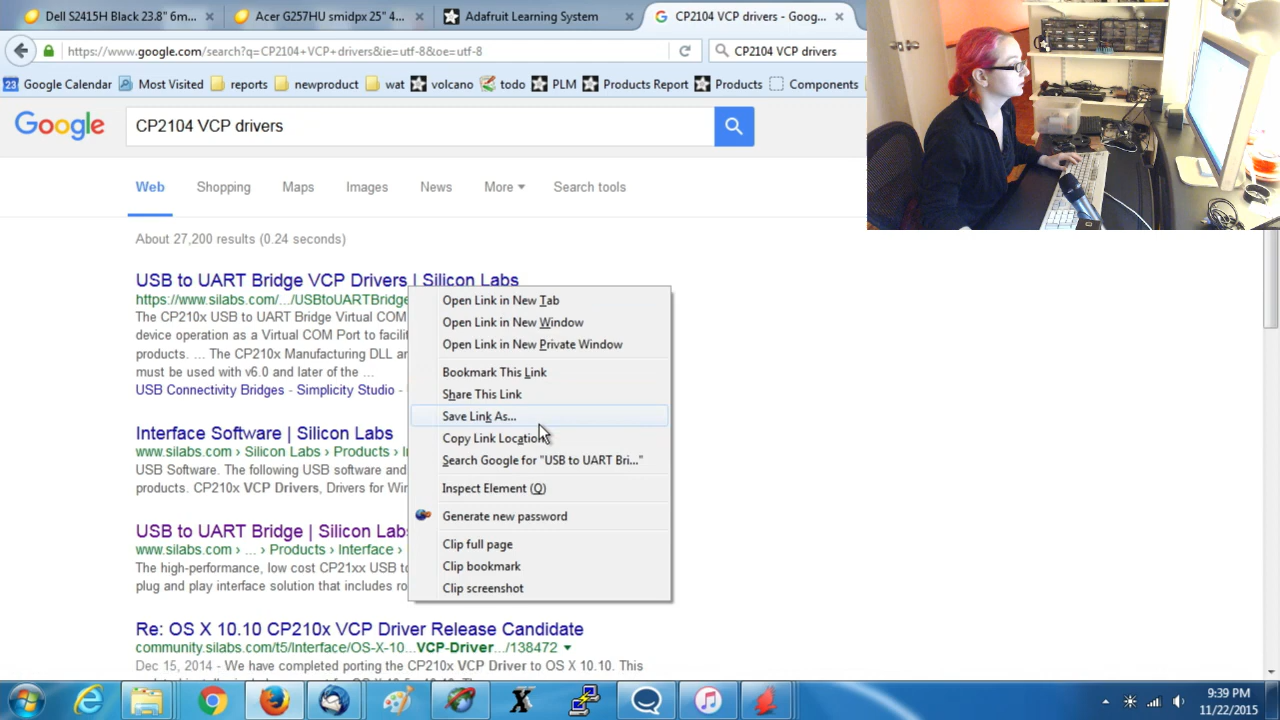 Dell S2415H Black 23.8" 6m...
Acer G257HU smidpx 25" 4...
Adafruit Learning System
CP2104 VCP drivers - Goog...
https://www.google.com/search?q=CP2104+VCP+drivers&ie=utf-8&oe=utf-8
CP2104 VCP drivers
23 Google Calendar
Most Visited
reports
newproduct
wat
volcano
todo
PLM
Products Report
Products
Components
Google
CP2104 VCP drivers
Web
Shopping
Maps
Images
News
More
Search tools
About 27,200 results (0.24 seconds)
USB to UART Bridge VCP Drivers | Silicon Labs
https://www.silabs.com/.../USBtoUARTBridge
The CP210x USB to UART Bridge Virtual COM
device operation as a Virtual COM Port to facilit
products. ... The CP210x Manufacturing DLL an
must be used with v6.0 and later of the ...
USB Connectivity Bridges - Simplicity Studio -
Interface Software | Silicon Labs
www.silabs.com › Silicon Labs › Products › I
USB Software. The following USB software and
products. CP210x VCP Drivers, Drivers for Win
USB to UART Bridge | Silicon Labs
www.silabs.com › ... › Products › Interface ›
The high-performance, low cost CP21xx USB to
plug and play interface solution that includes ro
Re: OS X 10.10 CP210x VCP Driver Release Candidate
community.silabs.com/t5/Interface/OS-X-10...VCP-Driver.../138472
Dec 15, 2014 - We have completed porting the CP210x VCP Driver to OS X 10.10. This
Open Link in New Tab
Open Link in New Window
Open Link in New Private Window
Bookmark This Link
Share This Link
Save Link As...
Copy Link Location
Search Google for "USB to UART Bri..."
Inspect Element (Q)
Generate new password
Clip full page
Clip bookmark
Clip screenshot
9:39 PM
11/22/2015